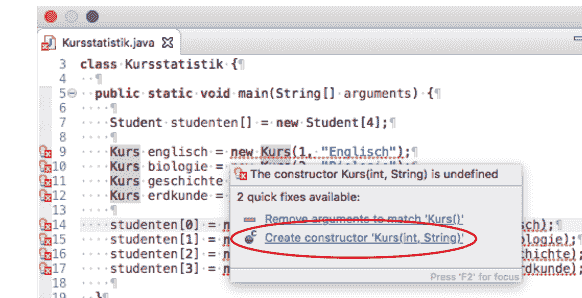 Kursstatistik.java
3 class Kursstatistik {
4
5 public static void main(String[] arguments) {
6
7 Student studenten[] = new Student[4];
8
9 Kurs englisch = new Kurs(1, "Englisch");
10 Kurs biologie =
11 Kurs geschichte
12 Kurs erdkunde =
13
14 studenten[0] =
15 studenten[1] =
16 studenten[2] =
17 studenten[3] =
18
19 }
The constructor Kurs(int, String) is undefined
2 quick fixes available:
Remove arguments to match 'Kurs()'
Create constructor 'Kurs(int, String)'
Press 'F2' for focus